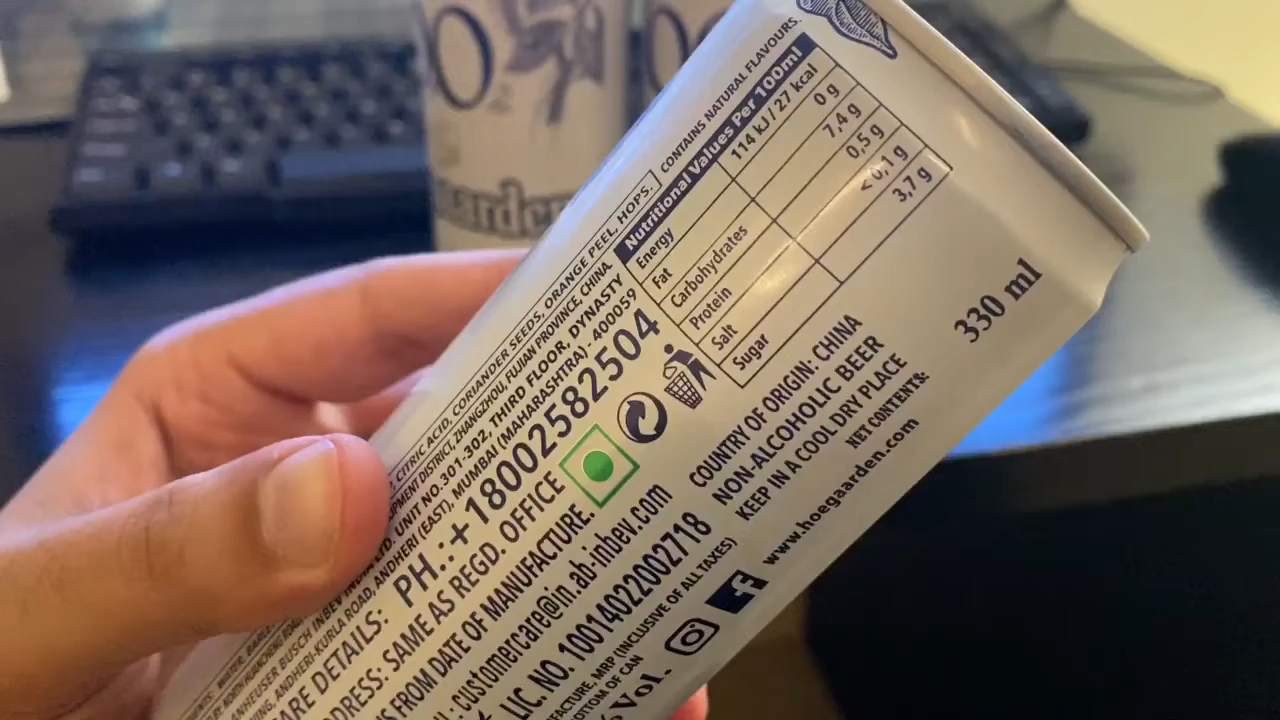 CONTAINS NATURAL FLAVOURS.
CITRIC ACID, CORIANDER SEEDS, ORANGE PEEL, HOPS.
DISTRICT, ZHANGZHOU, FUJIAN PROVINCE, CHINA.
UNIT NO.301-302, THIRD FLOOR, DYNASTY
ANDHERI-KURLA ROAD, ANDHERI (EAST), MUMBAI (MAHARASHTRA) - 400059
DETAILS: PH.:+18002582504
SAME AS REGD. OFFICE
FROM DATE OF MANUFACTURE.
customercare@in.ab-inbev.com
LIC. NO. 10014022002718
MRP (INCLUSIVE OF ALL TAXES)
BOTTOM OF CAN
Vol.
Nutritional Values Per 100ml
Energy 114 kJ / 27 kcal
Fat 0 g
Carbohydrates 7,4 g
Protein 0,5 g
Salt < 0,1 g
Sugar 3,7 g
COUNTRY OF ORIGIN: CHINA
NON-ALCOHOLIC BEER
KEEP IN A COOL DRY PLACE
NET CONTENTS:
330 ml
www.hoegaarden.com